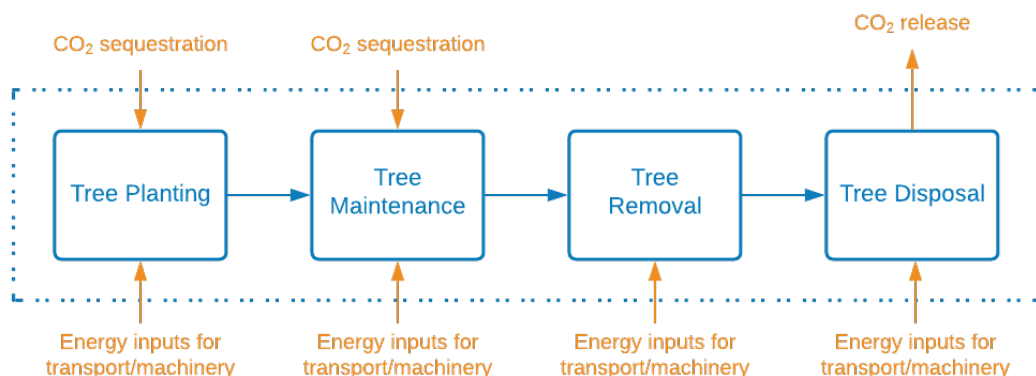 CO₂ release
CO₂ sequestration
CO₂ sequestration
Tree Planting
Tree
Maintenance
Tree
Removal
Tree Disposal
Energy inputs for
transport/machinery
Energy inputs for
transport/machinery
Energy inputs for
transport/machinery
Energy inputs for
transport/machinery